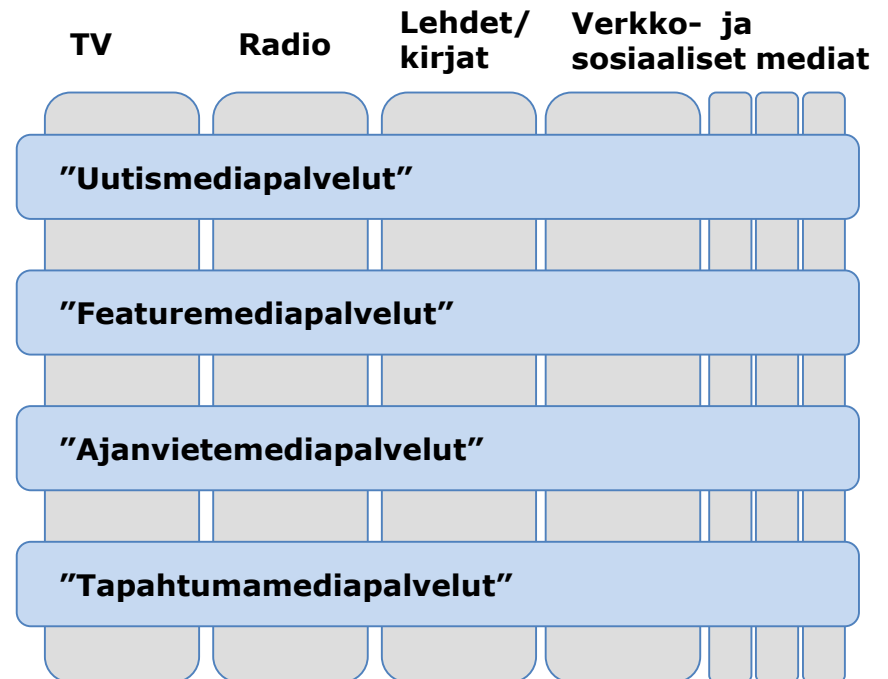 TV
Radio
Lehdet/
kirjat
Verkko- ja
sosiaaliset mediat
”Uutismediapalvelut”
”Featuremediapalvelut”
”Ajanvietemediapalvelut”
”Tapahtumamediapalvelut”